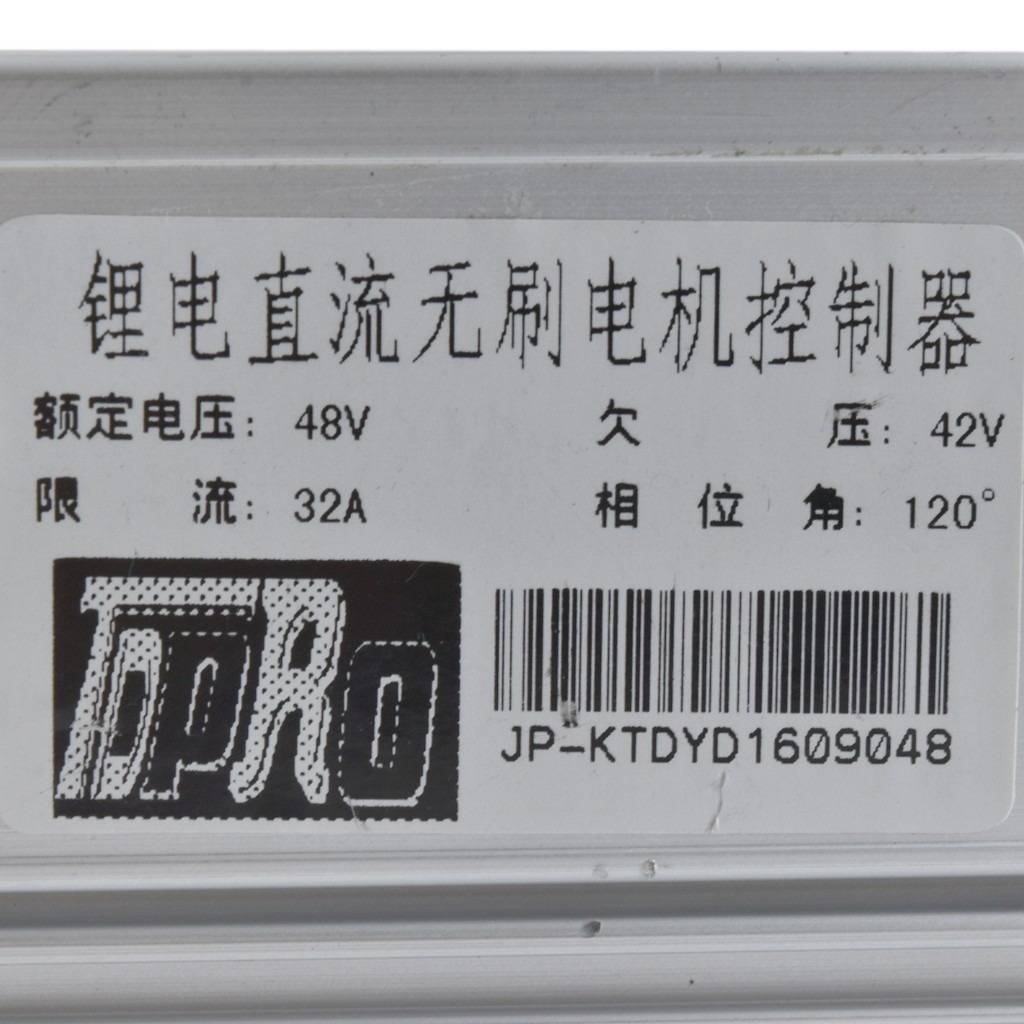 锂电直流无刷电机控制器
额定电压: 48V 欠 压: 42V
限 流: 32A 相 位 角: 120°
TOPRO
JP-KTDYD1609048